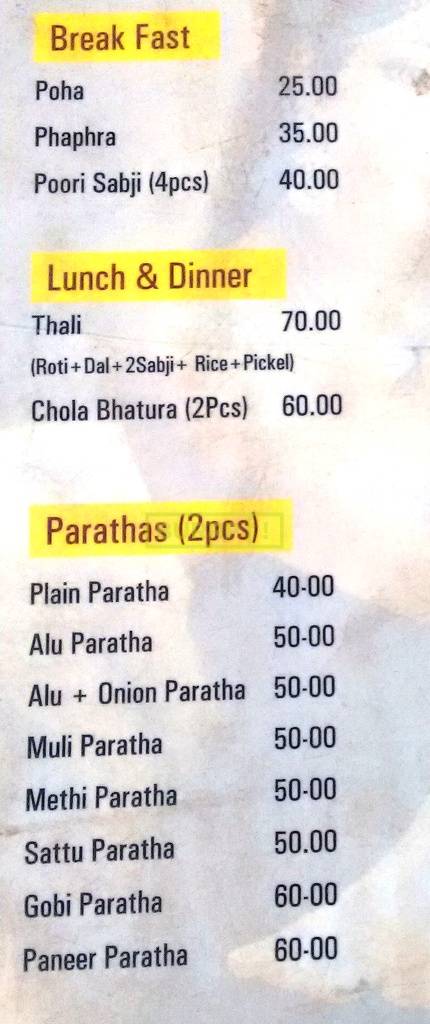 Break Fast
Poha 25.00
Phaphra 35.00
Poori Sabji (4pcs) 40.00
Lunch & Dinner
Thali 70.00
(Roti+Dal+2Sabji+ Rice+Pickel)
Chola Bhatura (2Pcs) 60.00
Parathas (2pcs)
Plain Paratha 40-00
Alu Paratha 50-00
Alu + Onion Paratha 50-00
Muli Paratha 50-00
Methi Paratha 50-00
Sattu Paratha 50.00
Gobi Paratha 60-00
Paneer Paratha 60-00